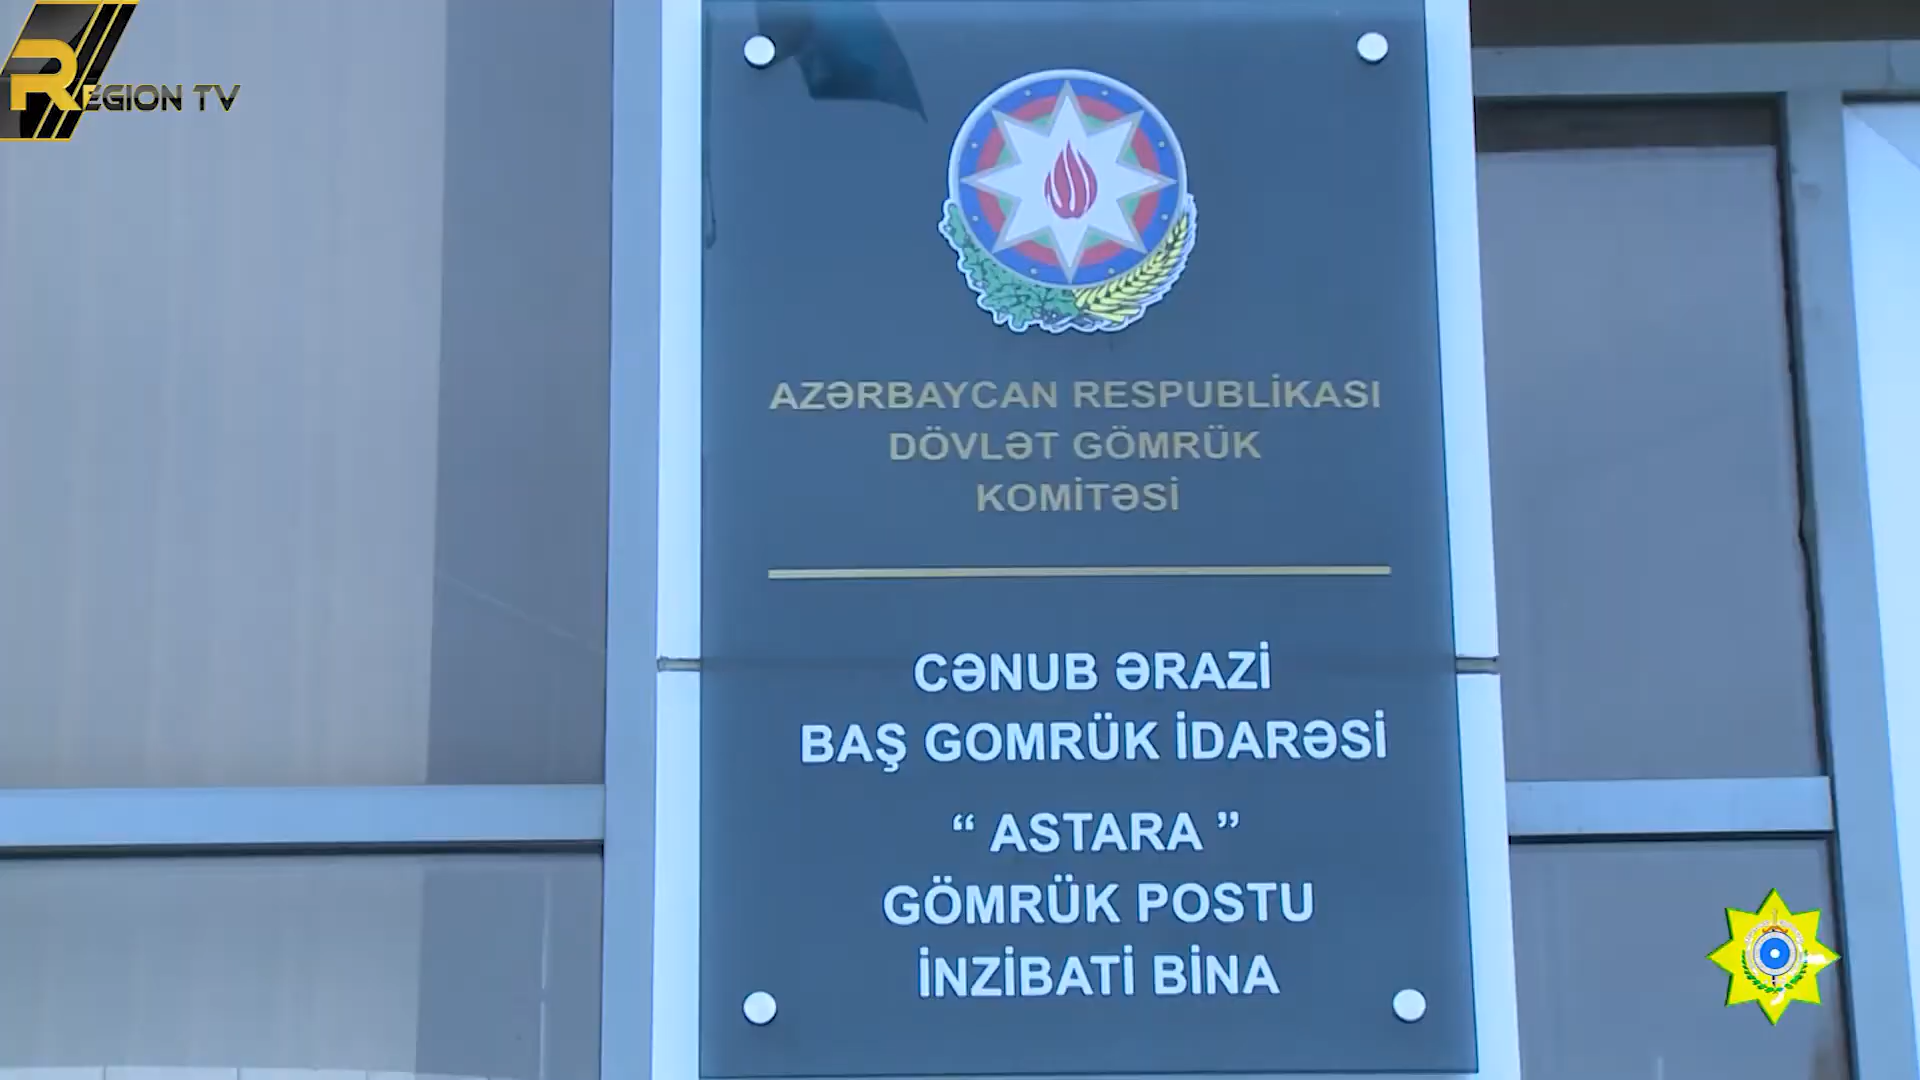 REGION TV
AZƏRBAYCAN RESPUBLİKASI
DÖVLƏT GÖMRÜK
KOMİTƏSİ
CƏNUB ƏRAZİ
BAŞ GOMRÜK İDARƏSİ
“ ASTARA ”
GÖMRÜK POSTU
İNZİBATİ BİNA